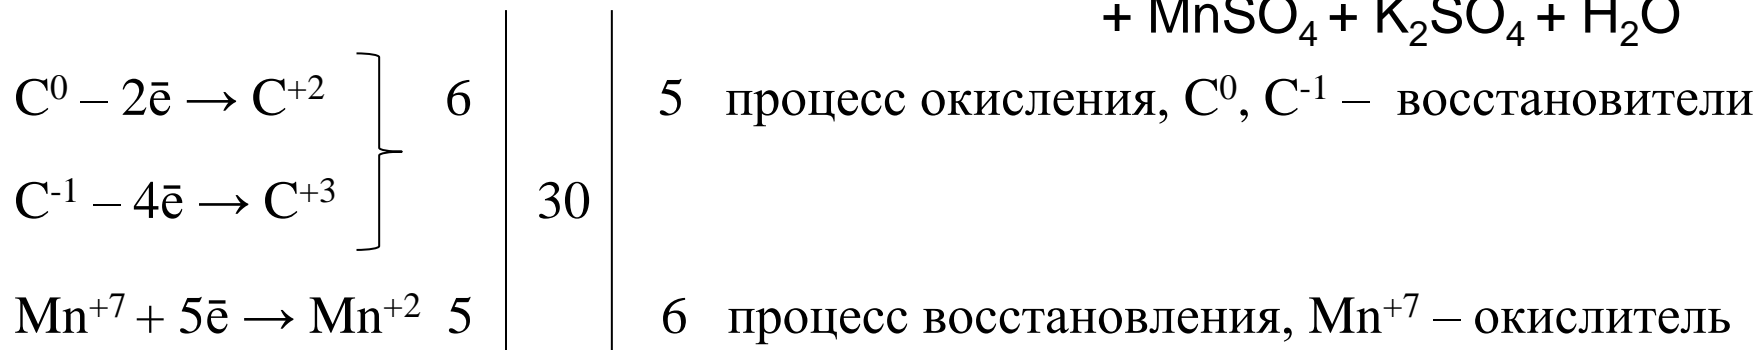 + MnSO₄ + K₂SO₄ + H₂O
C⁰ – 2ē → C⁺² 6 5 процесс окисления, C⁰, C⁻¹ – восстановители
C⁻¹ – 4ē → C⁺³ 30
Mn⁺⁷ + 5ē → Mn⁺² 5 6 процесс восстановления, Mn⁺⁷ – окислитель